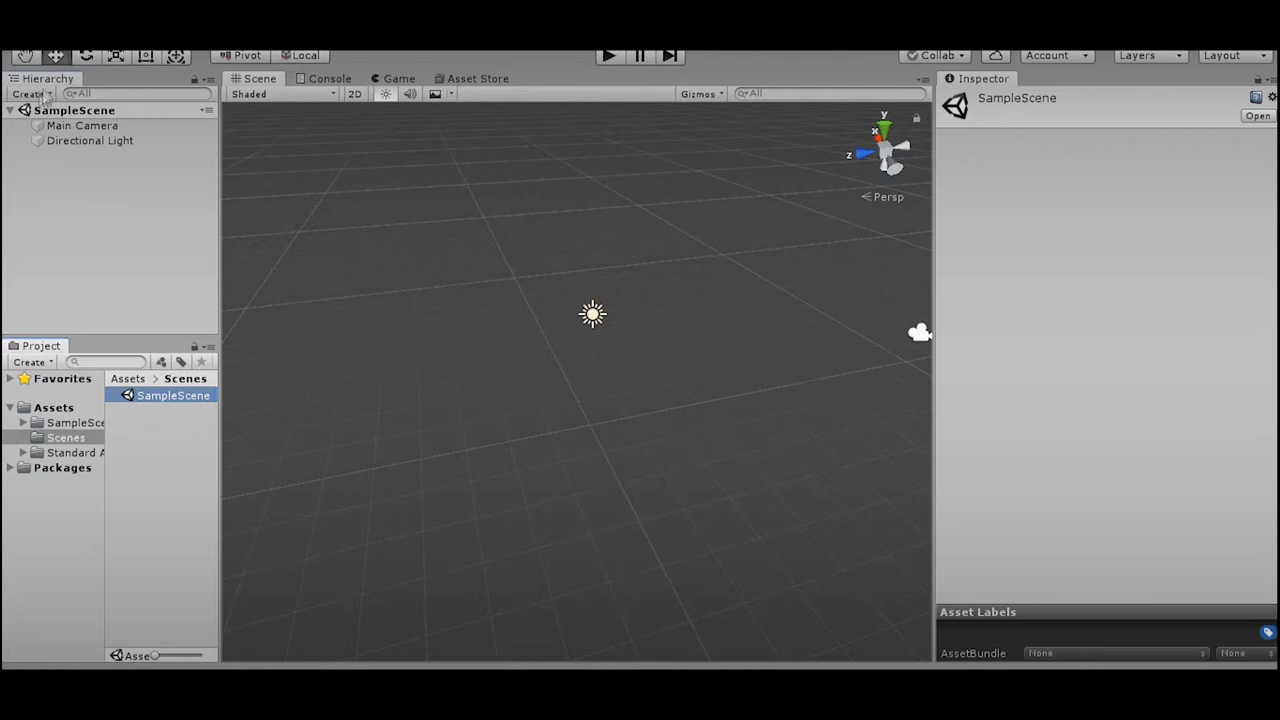 Pivot Local Collab Account Layers Layout
Hierarchy Scene Console Game Asset Store Inspector
Create All Shaded 2D Gizmos All SampleScene
SampleScene Open
Main Camera
Directional Light
y
x
z
Persp
Project
Create
Favorites Assets > Scenes
SampleScene
Assets
SampleSce
Scenes
Standard A
Packages
Asset Labels
Asse AssetBundle None None